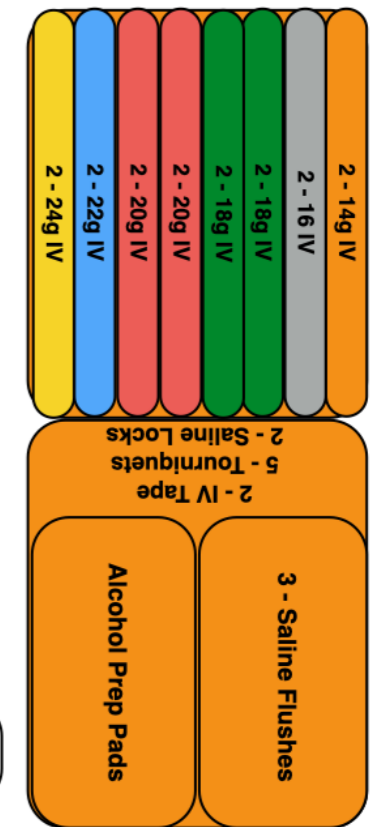 2 - 24g IV
2 - 22g IV
2 - 20g IV
2 - 20g IV
2 - 18g IV
2 - 18g IV
2 - 16 IV
2 - 14g IV
2 - IV Tape
5 - Tourniquets
2 - Saline Locks
Alcohol Prep Pads
3 - Saline Flushes